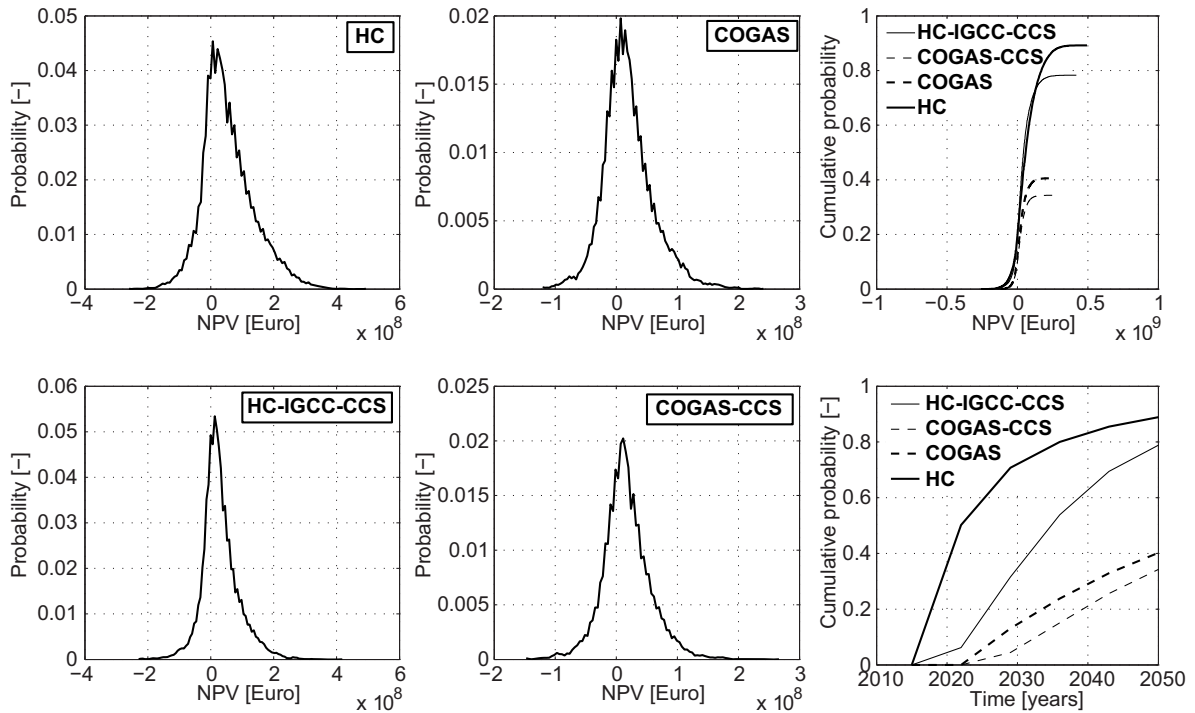 HC
Probability [−]
0.05
0.04
0.03
0.02
0.01
0
−4 −2 0 2 4 6
NPV [Euro]
x 10^8
COGAS
Probability [−]
0.02
0.015
0.01
0.005
0
−2 −1 0 1 2 3
NPV [Euro]
x 10^8
HC-IGCC-CCS
COGAS-CCS
COGAS
HC
Cumulative probability
1
0.8
0.6
0.4
0.2
0
−1 −0.5 0 0.5 1
NPV [Euro]
x 10^9
HC-IGCC-CCS
Probability [−]
0.06
0.05
0.04
0.03
0.02
0.01
0
−4 −2 0 2 4 6
NPV [Euro]
x 10^8
COGAS-CCS
Probability [−]
0.025
0.02
0.015
0.01
0.005
0
−2 −1 0 1 2 3
NPV [Euro]
x 10^8
HC-IGCC-CCS
COGAS-CCS
COGAS
HC
Cumulative probability [−]
1
0.8
0.6
0.4
0.2
0
2010 2020 2030 2040 2050
Time [years]